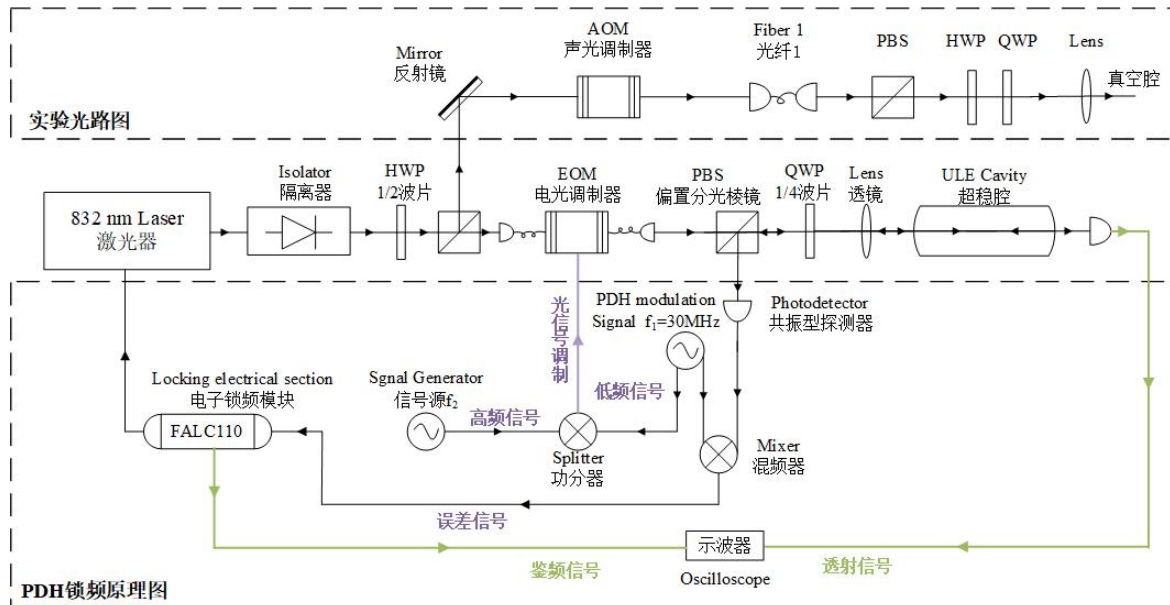 AOM
声光调制器
Fiber 1
光纤1
PBS
HWP
QWP
Lens
Mirror
反射镜
真空腔
实验光路图
Isolator
隔离器
HWP
1/2波片
EOM
电光调制器
PBS
偏置分光棱镜
QWP
1/4波片
Lens
透镜
ULE Cavity
超稳腔
832 nm Laser
激光器
光信号调制
PDH modulation
Signal f₁=30MHz
Photodetector
共振型探测器
Locking electrical section
电子锁频模块
FALC110
Sgnal Generator
信号源f₂
高频信号
低频信号
Splitter
功分器
Mixer
混频器
误差信号
鉴频信号
示波器
Oscilloscope
透射信号
PDH锁频原理图